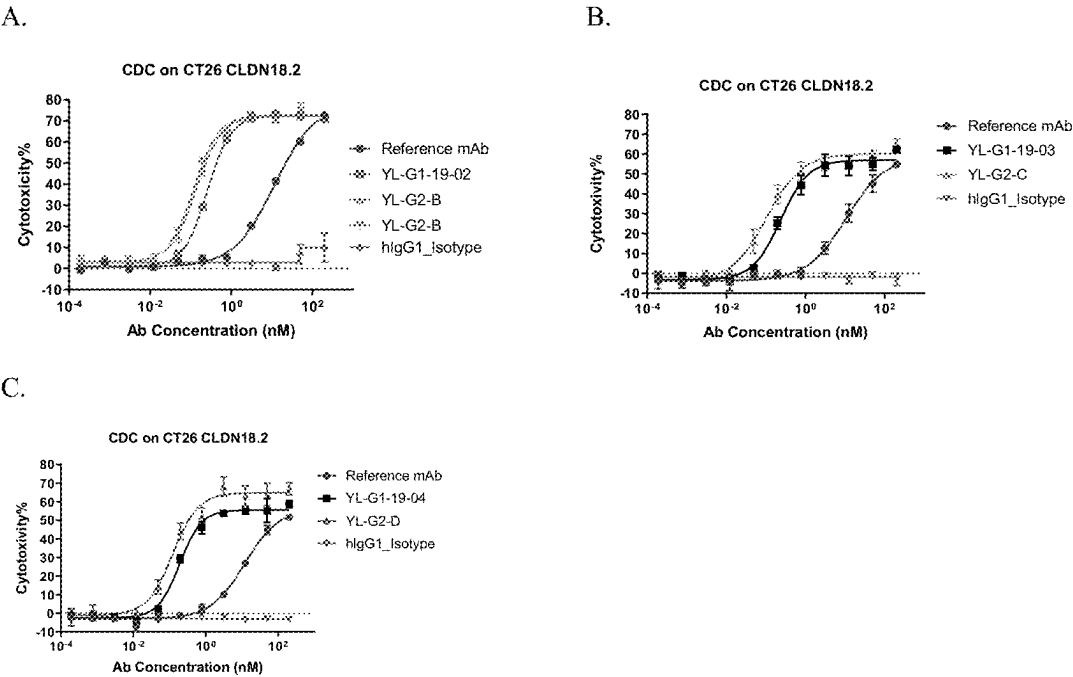 A.
CDC on CT26 CLDN18.2
Cytotoxicity%
80
70
60
50
40
30
20
10
0
-10
10-4
10-2
100
102
Ab Concentration (nM)
Reference mAb
YL-G1-19-02
YL-G2-B
YL-G2-B
hIgG1_Isotype
B.
CDC on CT26 CLDN18.2
Cytotoxivity%
80
70
60
50
40
30
20
10
0
-10
10-4
10-2
100
102
Ab Concentration (nM)
Reference mAb
YL-G1-19-03
YL-G2-C
hIgG1_Isotype
C.
CDC on CT26 CLDN18.2
Cytotoxivity%
80
70
60
50
40
30
20
10
0
-10
10-4
10-2
100
102
Ab Concentration (nM)
Reference mAb
YL-G1-19-04
YL-G2-D
hIgG1_Isotype